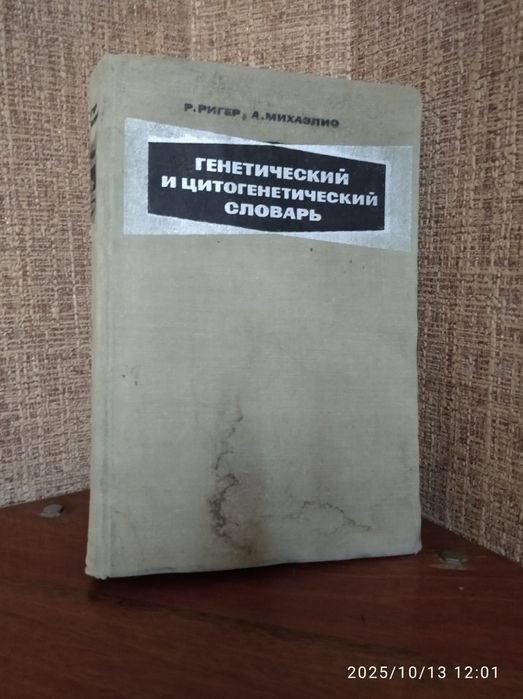 Р. РИГЕР, А. МИХАЭЛИС
ГЕНЕТИЧЕСКИЙ
И ЦИТОГЕНЕТИЧЕСКИЙ
СЛОВАРЬ
2025/10/13 12:01